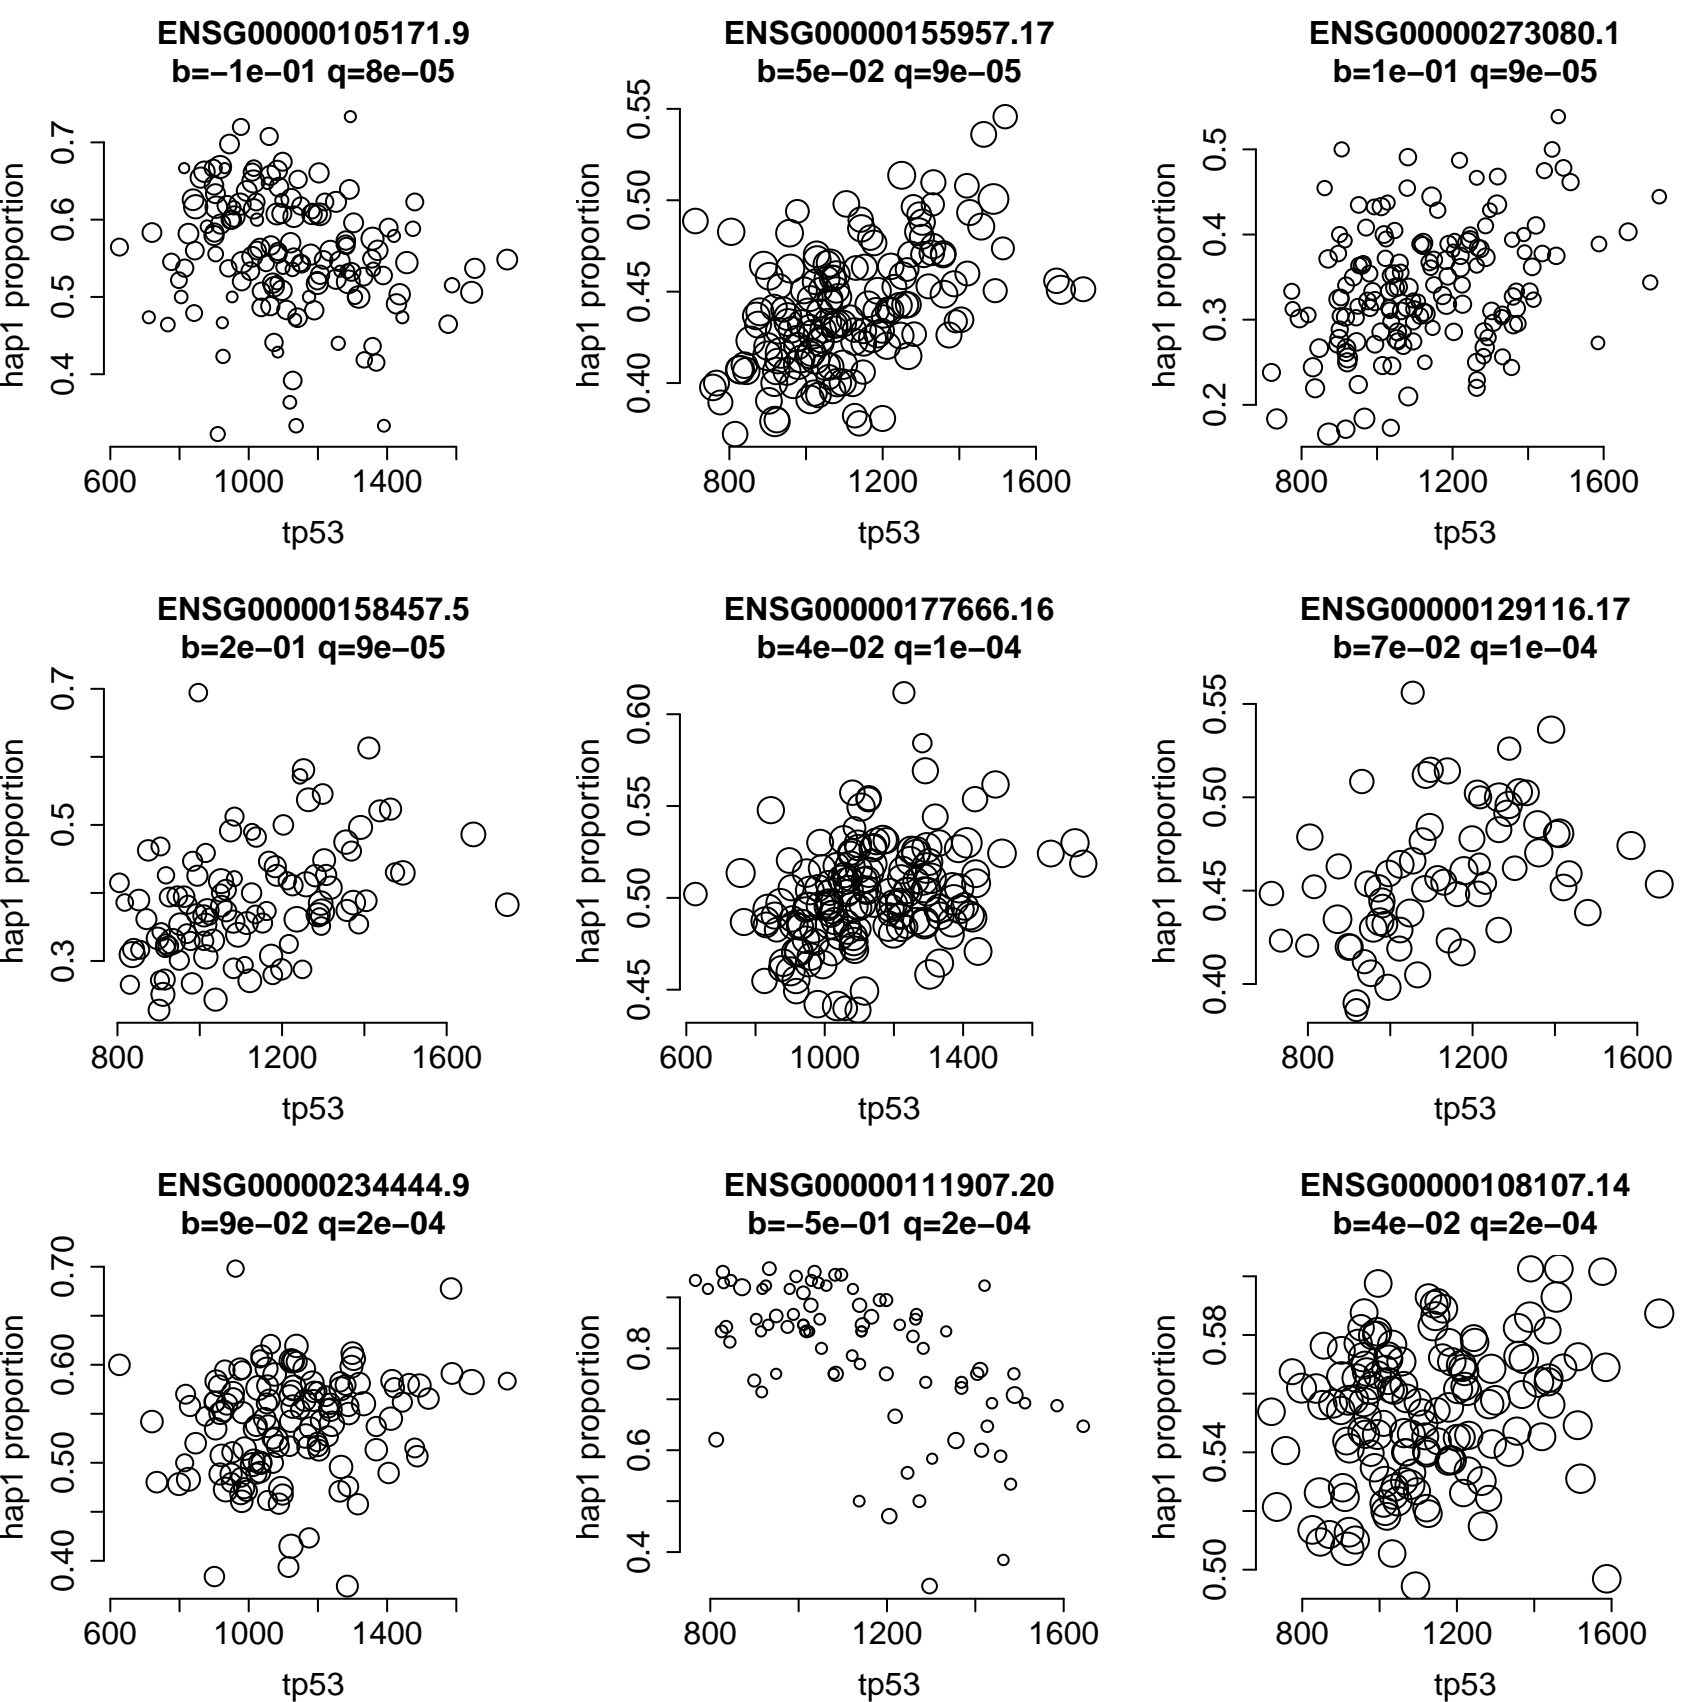 ENSG00000105171.9
b=−1e−01 q=8e−05
hap1 proportion
0.7
0.6
0.5
0.4
600 1000 1400
tp53
ENSG00000155957.17
b=5e−02 q=9e−05
hap1 proportion
0.55
0.50
0.45
0.40
800 1200 1600
tp53
ENSG00000273080.1
b=1e−01 q=9e−05
hap1 proportion
0.5
0.4
0.3
0.2
800 1200 1600
tp53
ENSG00000158457.5
b=2e−01 q=9e−05
hap1 proportion
0.7
0.5
0.3
800 1200 1600
tp53
ENSG00000177666.16
b=4e−02 q=1e−04
hap1 proportion
0.60
0.55
0.50
0.45
600 1000 1400
tp53
ENSG00000129116.17
b=7e−02 q=1e−04
hap1 proportion
0.55
0.50
0.45
0.40
800 1200 1600
tp53
ENSG00000234444.9
b=9e−02 q=2e−04
hap1 proportion
0.70
0.60
0.50
0.40
600 1000 1400
tp53
ENSG00000111907.20
b=−5e−01 q=2e−04
hap1 proportion
0.8
0.6
0.4
800 1200 1600
tp53
ENSG00000108107.14
b=4e−02 q=2e−04
hap1 proportion
0.58
0.54
0.50
800 1200 1600
tp53